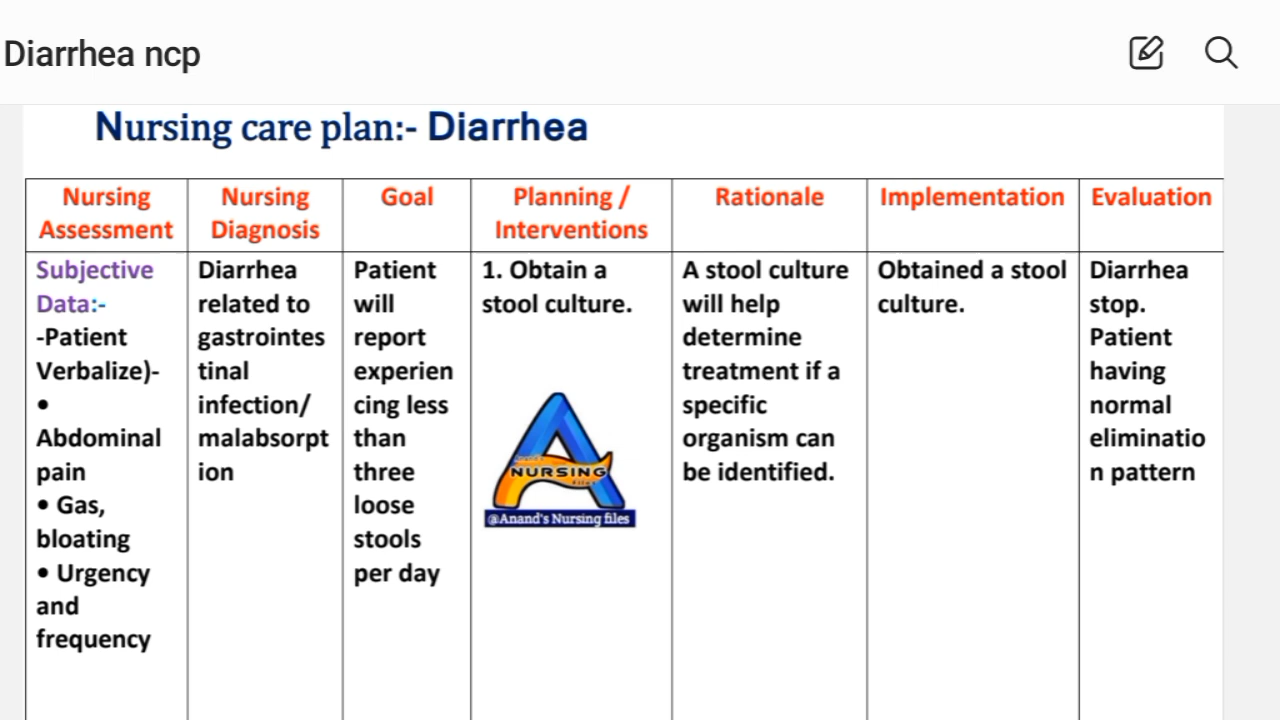 Diarrhea ncp
Nursing care plan:- Diarrhea
Nursing
Assessment
Nursing
Diagnosis
Goal
Planning /
Interventions
Rationale
Implementation
Evaluation
Subjective
Data:-
-Patient
Verbalize)-
•
Abdominal
pain
• Gas,
bloating
• Urgency
and
frequency
Diarrhea
related to
gastrointes
tinal
infection/
malabsorpt
ion
Patient
will
report
experien
cing less
than
three
loose
stools
per day
1. Obtain a
stool culture.
NURSING
Files
@Anand's Nursing files
A stool culture
will help
determine
treatment if a
specific
organism can
be identified.
Obtained a stool
culture.
Diarrhea
stop.
Patient
having
normal
eliminatio
n pattern